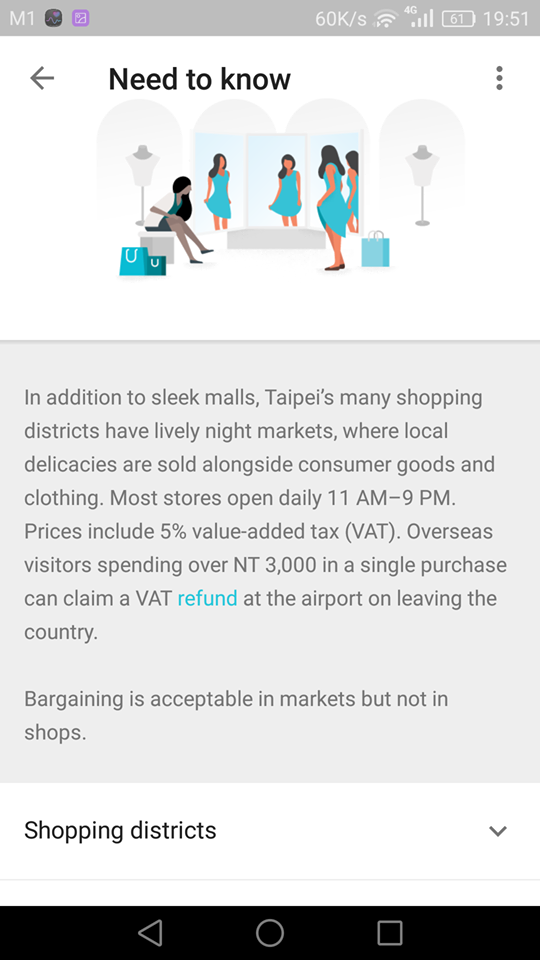 M1 60K/s 4G 61 19:51
Need to know
In addition to sleek malls, Taipei’s many shopping
districts have lively night markets, where local
delicacies are sold alongside consumer goods and
clothing. Most stores open daily 11 AM–9 PM.
Prices include 5% value-added tax (VAT). Overseas
visitors spending over NT 3,000 in a single purchase
can claim a VAT refund at the airport on leaving the
country.
Bargaining is acceptable in markets but not in
shops.
Shopping districts